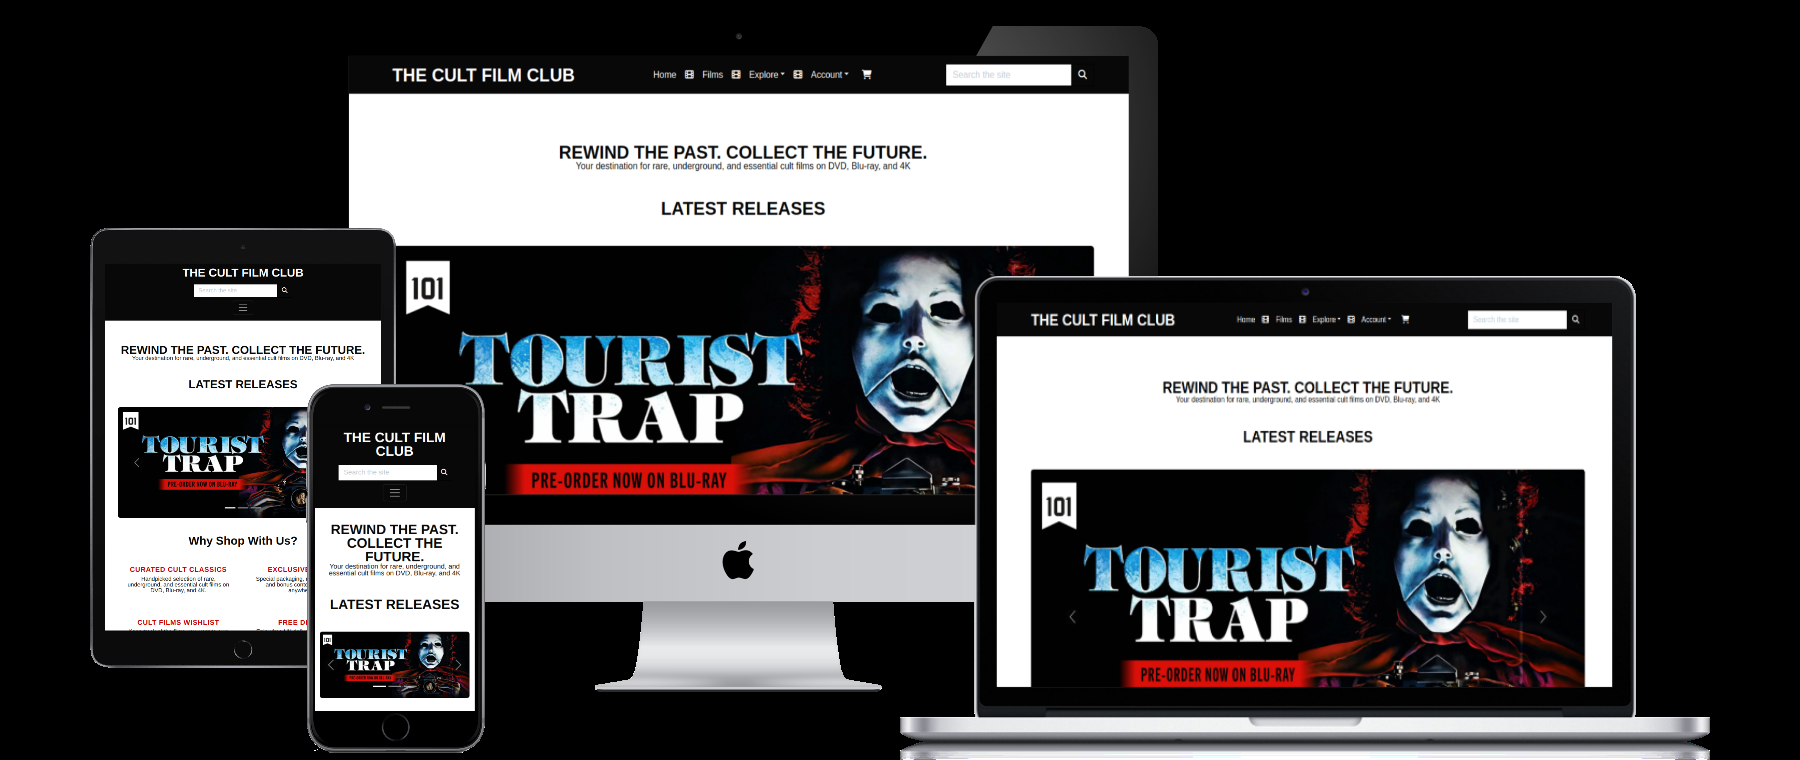 THE CULT FILM CLUB
Home Films Explore Account
Search the site
REWIND THE PAST. COLLECT THE FUTURE.
Your destination for rare, underground, and essential cult films on DVD, Blu-ray, and 4K
LATEST RELEASES
101
TOURIST
TRAP
PRE-ORDER NOW ON BLU-RAY
THE CULT FILM CLUB
Search the site
REWIND THE PAST. COLLECT THE FUTURE.
Your destination for rare, underground, and essential cult films on DVD, Blu-ray, and 4K
LATEST RELEASES
101
TOURIST
TRAP
PRE-ORDER NOW ON BLU-RAY
Why Shop With Us?
CURATED CULT CLASSICS
Handpicked selection of rare,
underground, and essential cult films on
DVD, Blu-ray, and 4K.
EXCLUSIVE
Special packaging,
and bonus
CULT FILMS WISHLIST
FREE
THE CULT FILM
CLUB
Search the site
REWIND THE PAST.
COLLECT THE
FUTURE.
Your destination for rare, underground, and
essential cult films on DVD, Blu-ray, and 4K
LATEST RELEASES
101
TOURIST
TRAP
PRE-ORDER NOW ON BLU-RAY
THE CULT FILM CLUB
Home Films Explore Account
Search the site
REWIND THE PAST. COLLECT THE FUTURE.
Your destination for rare, underground, and essential cult films on DVD, Blu-ray, and 4K
LATEST RELEASES
101
TOURIST
TRAP
PRE-ORDER NOW ON BLU-RAY